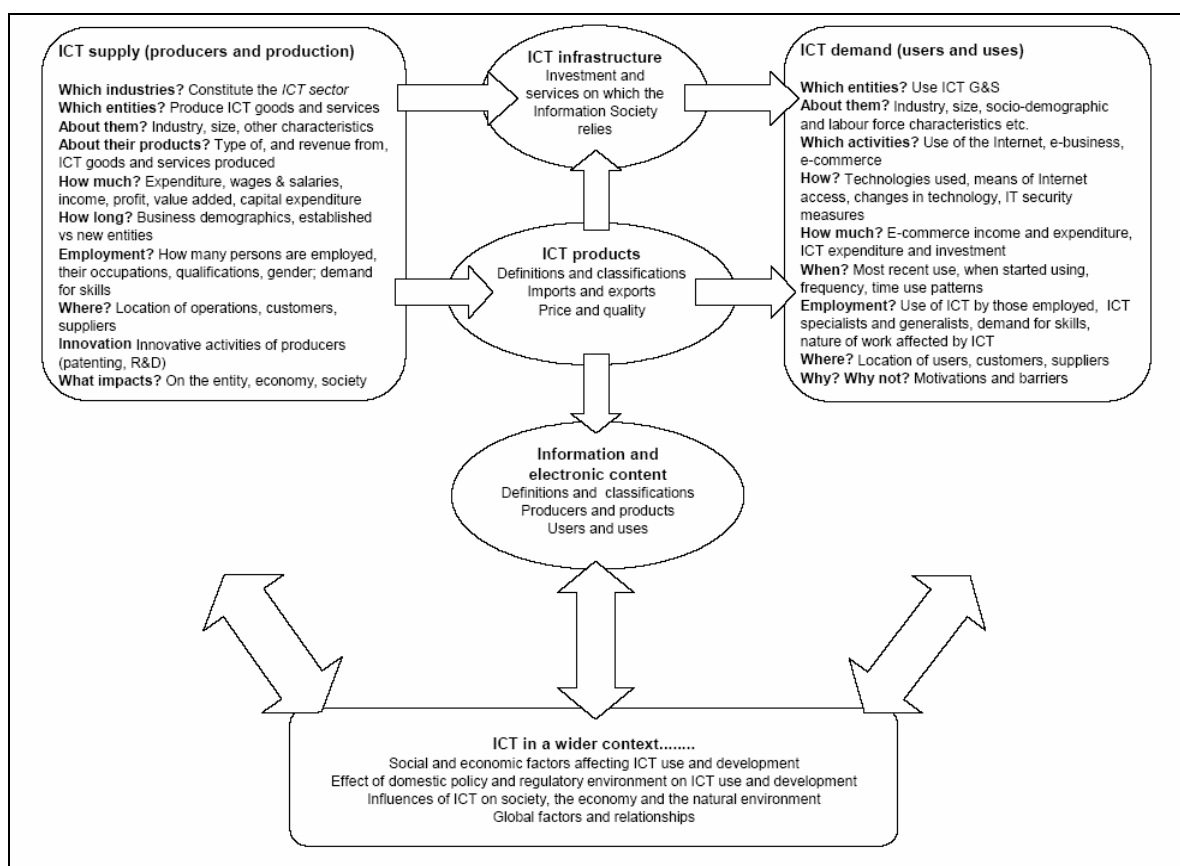 ICT supply (producers and production)
Which industries? Constitute the ICT sector
Which entities? Produce ICT goods and services
About them? Industry, size, other characteristics
About their products? Type of, and revenue from,
ICT goods and services produced
How much? Expenditure, wages & salaries,
income, profit, value added, capital expenditure
How long? Business demographics, established
vs new entities
Employment? How many persons are employed,
their occupations, qualifications, gender; demand
for skills
Where? Location of operations, customers,
suppliers
Innovation Innovative activities of producers
(patenting, R&D)
What impacts? On the entity, economy, society
ICT infrastructure
Investment and
services on which the
Information Society
relies
ICT products
Definitions and classifications
Imports and exports
Price and quality
Information and
electronic content
Definitions and classifications
Producers and products
Users and uses
ICT demand (users and uses)
Which entities? Use ICT G&S
About them? Industry, size, socio-demographic
and labour force characteristics etc.
Which activities? Use of the Internet, e-business,
e-commerce
How? Technologies used, means of Internet
access, changes in technology, IT security
measures
How much? E-commerce income and expenditure,
ICT expenditure and investment
When? Most recent use, when started using,
frequency, time use patterns
Employment? Use of ICT by those employed, ICT
specialists and generalists, demand for skills,
nature of work affected by ICT
Where? Location of users, customers, suppliers
Why? Why not? Motivations and barriers
ICT in a wider context........
Social and economic factors affecting ICT use and development
Effect of domestic policy and regulatory environment on ICT use and development
Influences of ICT on society, the economy and the natural environment
Global factors and relationships